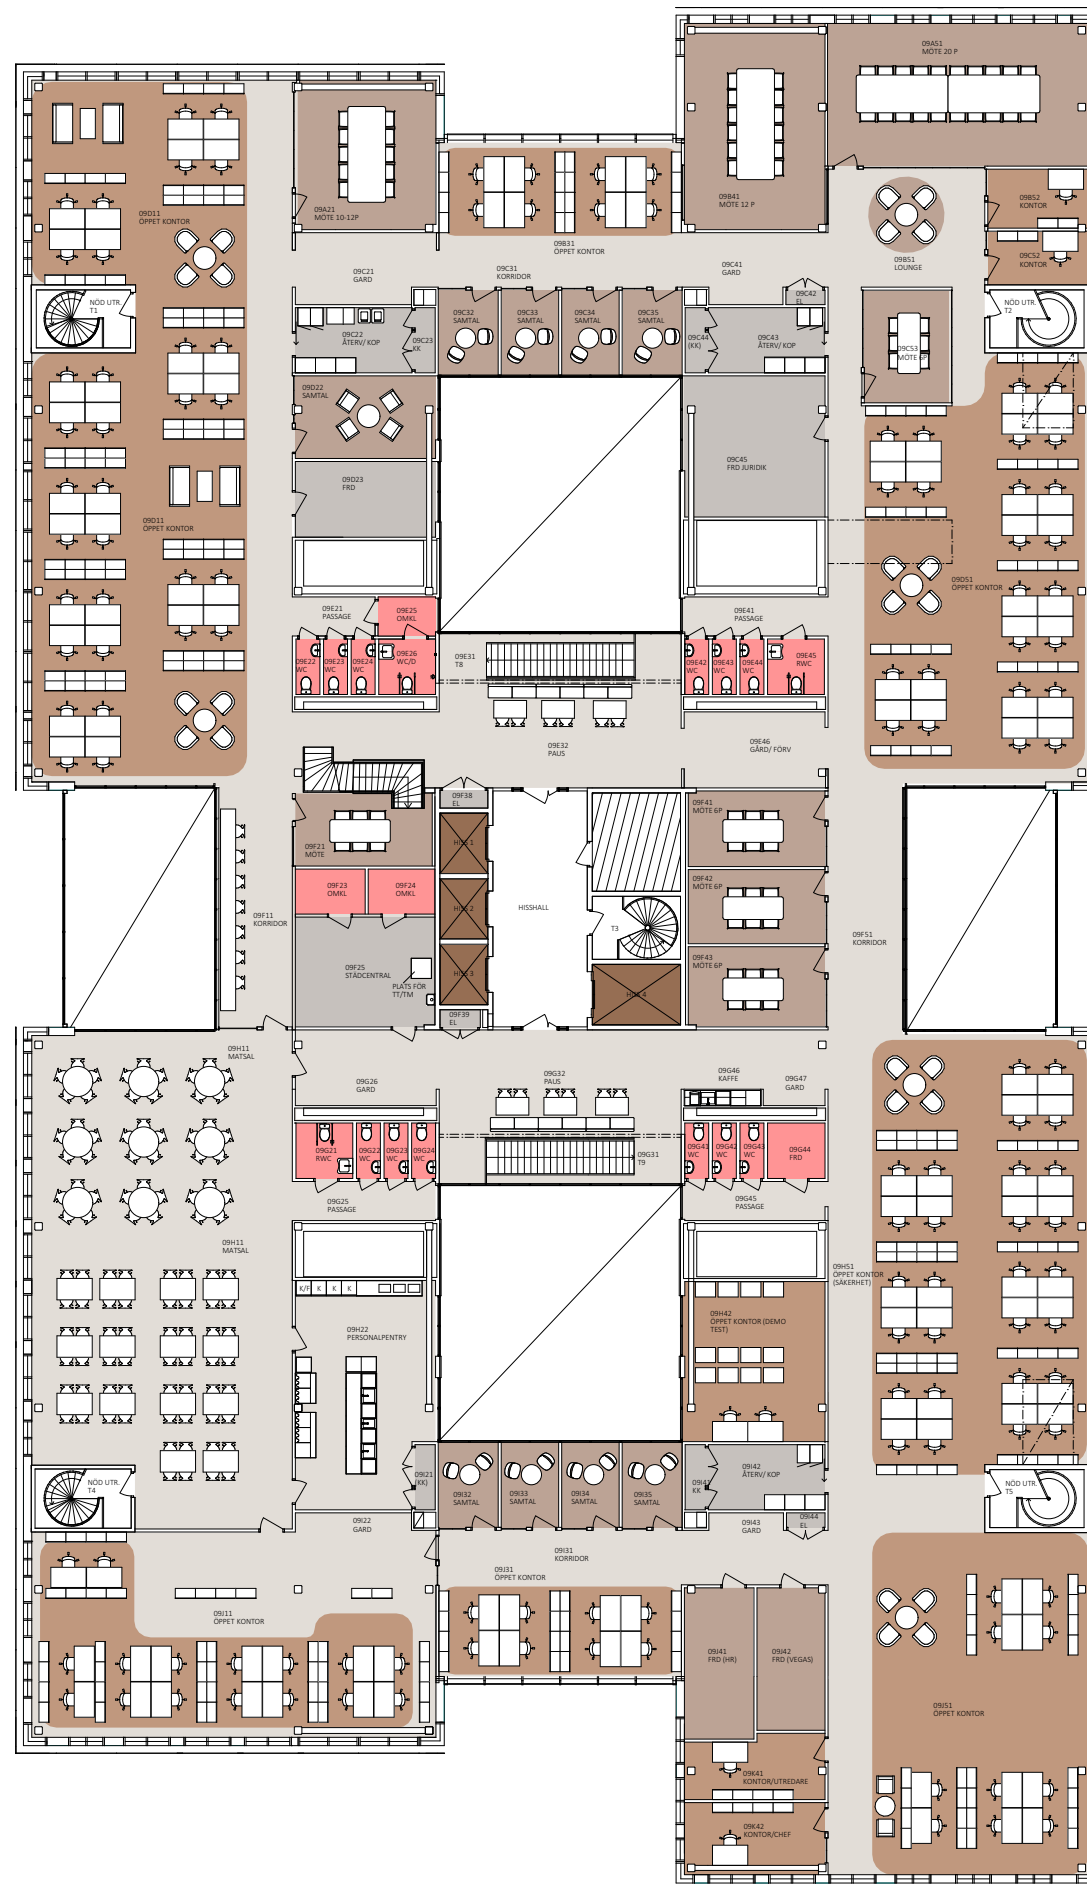 09A51
MÖTE 20 P
09A21
MÖTE 10-12P
09B41
MÖTE 12 P
09B52
KONTOR
09D11
ÖPPET KONTOR
09B31
ÖPPET KONTOR
09C52
KONTOR
09B51
LOUNGE
09C21
GARD
09C31
KORRIDOR
09C41
GARD
NÖD UTR.
T1
09C42
EL
NÖD UTR.
T2
09C22
ÅTERV/ KOP
09C23
KK
09C32
SAMTAL
09C33
SAMTAL
09C34
SAMTAL
09C35
SAMTAL
09C44
(KK)
09C43
ÅTERV/ KOP
09C53
MÖTE 6P
09D22
SAMTAL
09D23
FRD
09C45
FRD JURIDIK
09D11
ÖPPET KONTOR
09D51
ÖPPET KONTOR
09E21
PASSAGE
09E25
OMKL
09E41
PASSAGE
09E22
WC
09E23
WC
09E24
WC
09E26
WC/D
09E31
T8
09E42
WC
09E43
WC
09E44
WC
09E45
RWC
09E32
PAUS
09E46
GÅRD/ FÖRV
09F38
EL
09F41
MÖTE 6P
09F21
MÖTE
HISS 1
09F23
OMKL
09F24
OMKL
09F42
MÖTE 6P
HISS 2
HISSHALL
09F11
KORRIDOR
T3
09F51
KORRIDOR
09F43
MÖTE 6P
09F25
STÄDCENTRAL
HISS 3
PLATS FÖR
TT/TM
HISS 4
09F39
EL
09H11
MATSAL
09G26
GARD
09G32
PAUS
09G46
KAFFE
09G47
GARD
09G21
RWC
09G22
WC
09G23
WC
09G24
WC
09G31
T9
09G41
WC
09G42
WC
09G43
WC
09G44
FRD
09G25
PASSAGE
09G45
PASSAGE
09H11
MATSAL
09H51
ÖPPET KONTOR
(SÄKERHET)
K/F K K K
09H22
PERSONALPENTRY
09H42
ÖPPET KONTOR (DEMO
TEST)
NÖD UTR.
T4
09I21
(KK)
09I32
SAMTAL
09I33
SAMTAL
09I34
SAMTAL
09I35
SAMTAL
09I41
KK
09I42
ÅTERV/ KOP
NÖD UTR.
T5
09I22
GARD
09I43
GARD
09I44
EL
09I31
KORRIDOR
09J31
ÖPPET KONTOR
09J11
ÖPPET KONTOR
09J41
FRD (HR)
09J42
FRD (VEGAS)
09J51
ÖPPET KONTOR
09K41
KONTOR/UTREDARE
09K42
KONTOR/CHEF